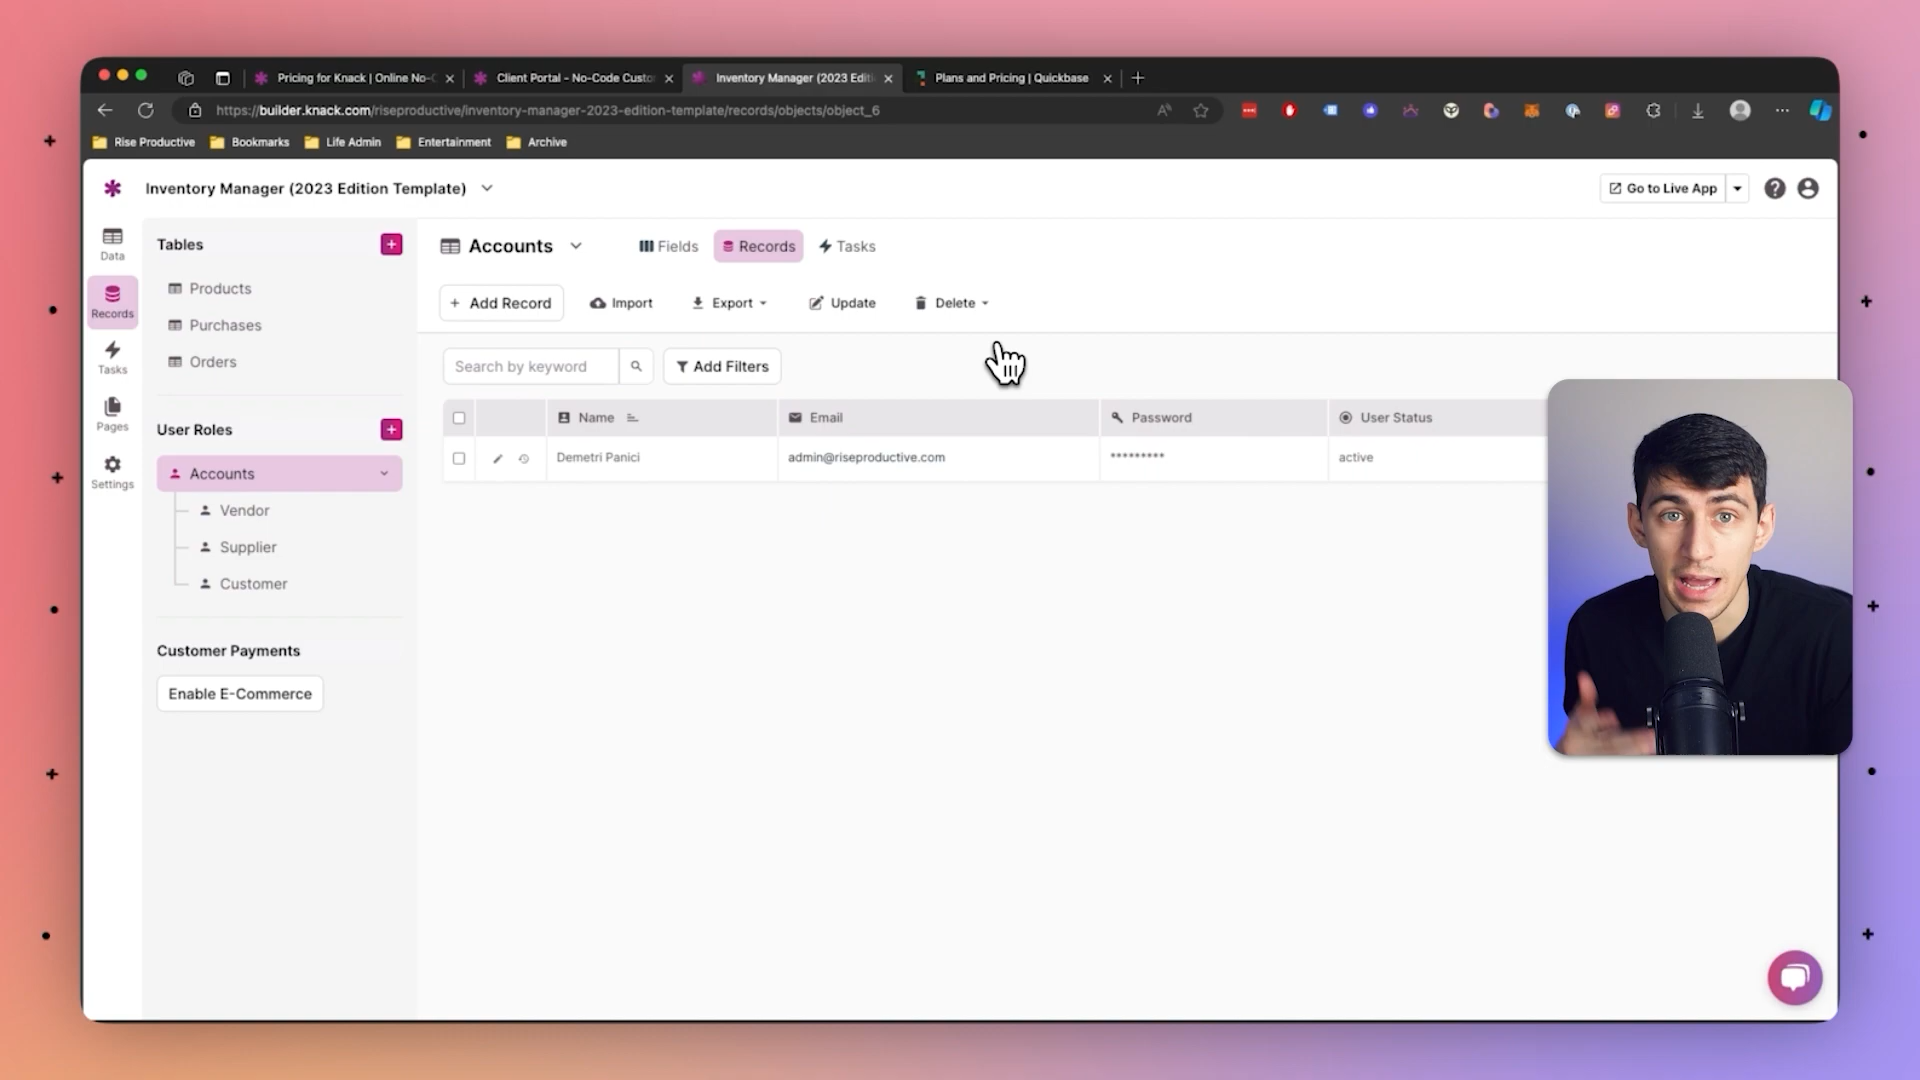 Pricing for Knack | Online No-C
Client Portal - No-Code Custo
Inventory Manager (2023 Editi
Plans and Pricing | Quickbase
https://builder.knack.com/riseproductive/inventory-manager-2023-edition-template/records/objects/object_6
Rise Productive
Bookmarks
Life Admin
Entertainment
Archive
Inventory Manager (2023 Edition Template)
Go to Live App
Data
Records
Tasks
Pages
Settings
Tables
Products
Purchases
Orders
User Roles
Accounts
Vendor
Supplier
Customer
Customer Payments
Enable E-Commerce
Accounts
Fields
Records
Tasks
+ Add Record
Import
Export
Update
Delete
Search by keyword
Add Filters
Name
Email
Password
User Status
Demetri Panici
admin@riseproductive.com
*********
active